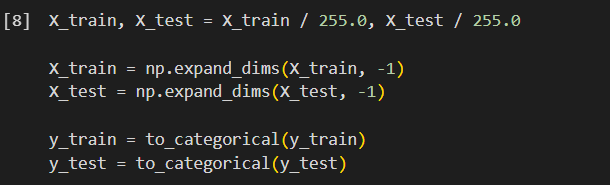 [8] X_train, X_test = X_train / 255.0, X_test / 255.0
X_train = np.expand_dims(X_train, -1)
X_test = np.expand_dims(X_test, -1)
y_train = to_categorical(y_train)
y_test = to_categorical(y_test)